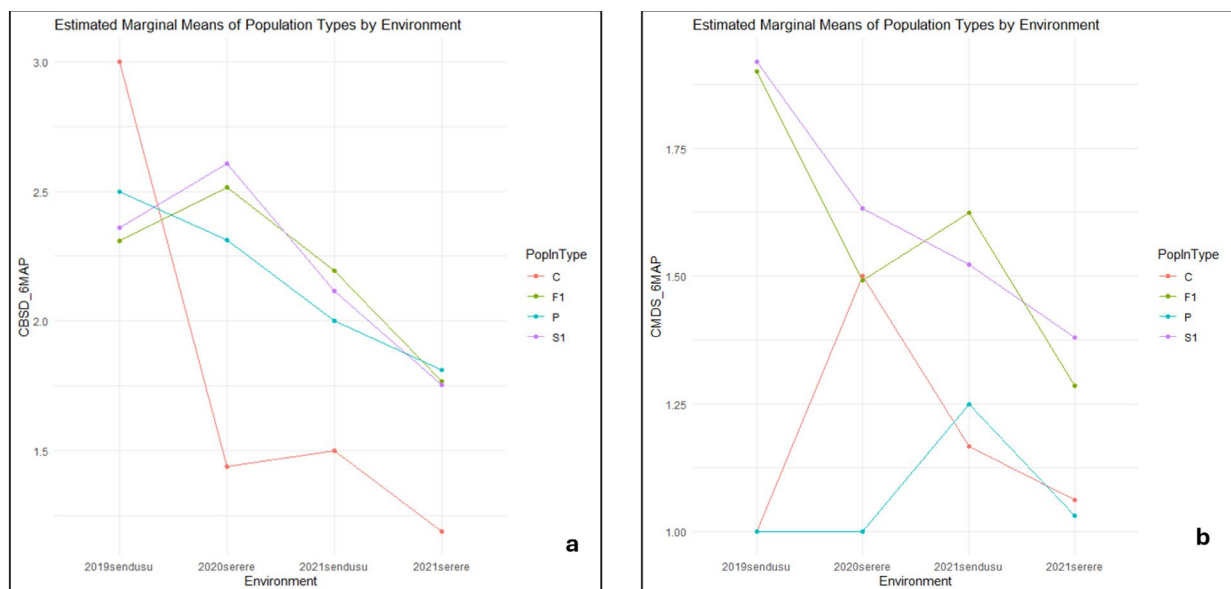 Estimated Marginal Means of Population Types by Environment
3.0
2.5
2.0
1.5
CBSD_6MAP
2019sendusu
2020serere
2021sendusu
2021serere
Environment
PoplnType
C
F1
P
S1
a
Estimated Marginal Means of Population Types by Environment
1.75
1.50
1.25
1.00
CMDS_6MAP
2019sendusu
2020serere
2021sendusu
2021serere
Environment
PoplnType
C
F1
P
S1
b